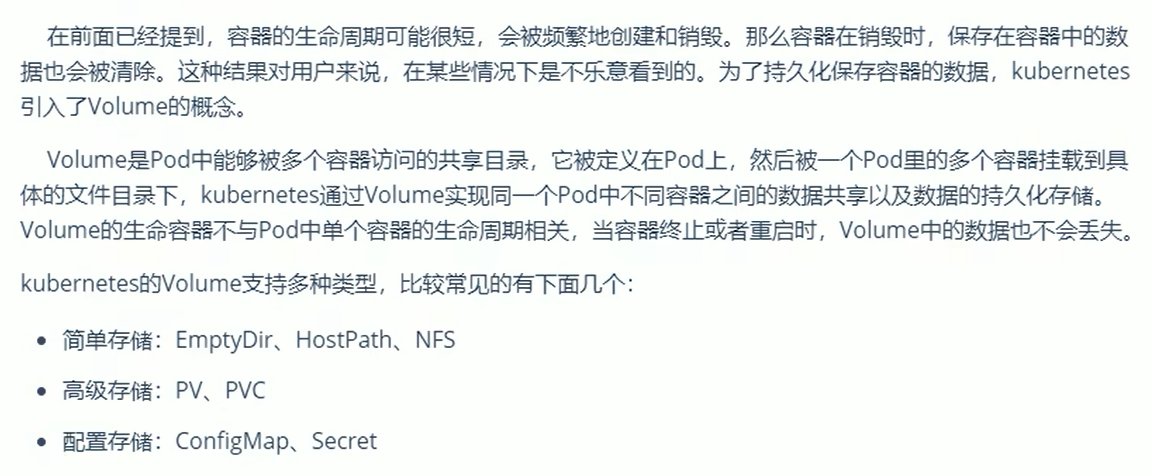 在前面已经提到，容器的生命周期可能很短，会被频繁地创建和销毁。那么容器在销毁时，保存在容器中的数
据也会被清除。这种结果对用户来说，在某些情况下是不乐意看到的。为了持久化保存容器的数据，kubernetes
引入了Volume的概念。
Volume是Pod中能够被多个容器访问的共享目录，它被定义在Pod上，然后被一个Pod里的多个容器挂载到具
体的文件目录下，kubernetes通过Volume实现同一个Pod中不同容器之间的数据共享以及数据的持久化存储。
Volume的生命容器不与Pod中单个容器的生命周期相关，当容器终止或者重启时，Volume中的数据也不会丢失。
kubernetes的Volume支持多种类型，比较常见的有下面几个：
• 简单存储：EmptyDir、HostPath、NFS
• 高级存储：PV、PVC
• 配置存储：ConfigMap、Secret